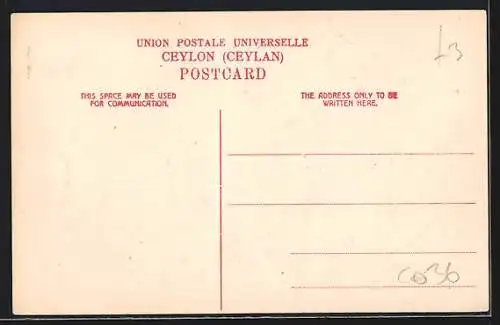 UNION POSTALE UNIVERSELLE
CEYLON (CEYLAN)
POSTCARD
THIS SPACE MAY BE USED
FOR COMMUNICATION.
THE ADDRESS ONLY TO BE
WRITTEN HERE.